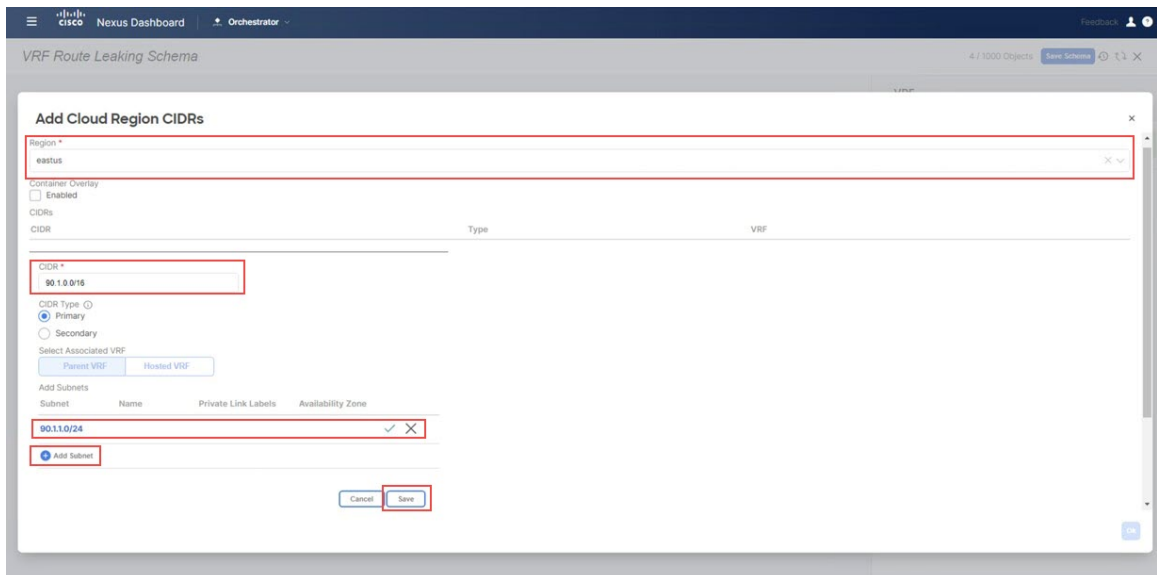 cisco Nexus Dashboard Orchestrator Feedback
VRF Route Leaking Schema 4 / 1000 Objects Save Schema
Add Cloud Region CIDRs
Region *
eastus
Container Overlay
Enabled
CIDRs
CIDR Type VRF
CIDR *
90.1.0.0/16
CIDR Type
Primary
Secondary
Select Associated VRF
Parent VRF Hosted VRF
Add Subnets
Subnet Name Private Link Labels Availability Zone
90.1.1.0/24
Add Subnet
Cancel Save
Ok